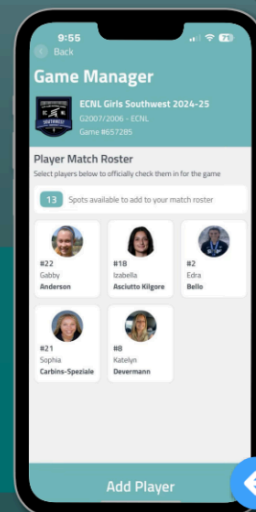 9:55
Back
Game Manager
ECNL Girls Southwest 2024-25
G2007/2006 - ECNL
Game #657285
Player Match Roster
Select players below to officially check them in for the game
13 Spots available to add to your match roster
#22
Gabby
Anderson
#18
Izabella
Asciutto Kilgore
#2
Edra
Bello
#21
Sophia
Carbins-Speziale
#8
Katelyn
Devermann
Add Player